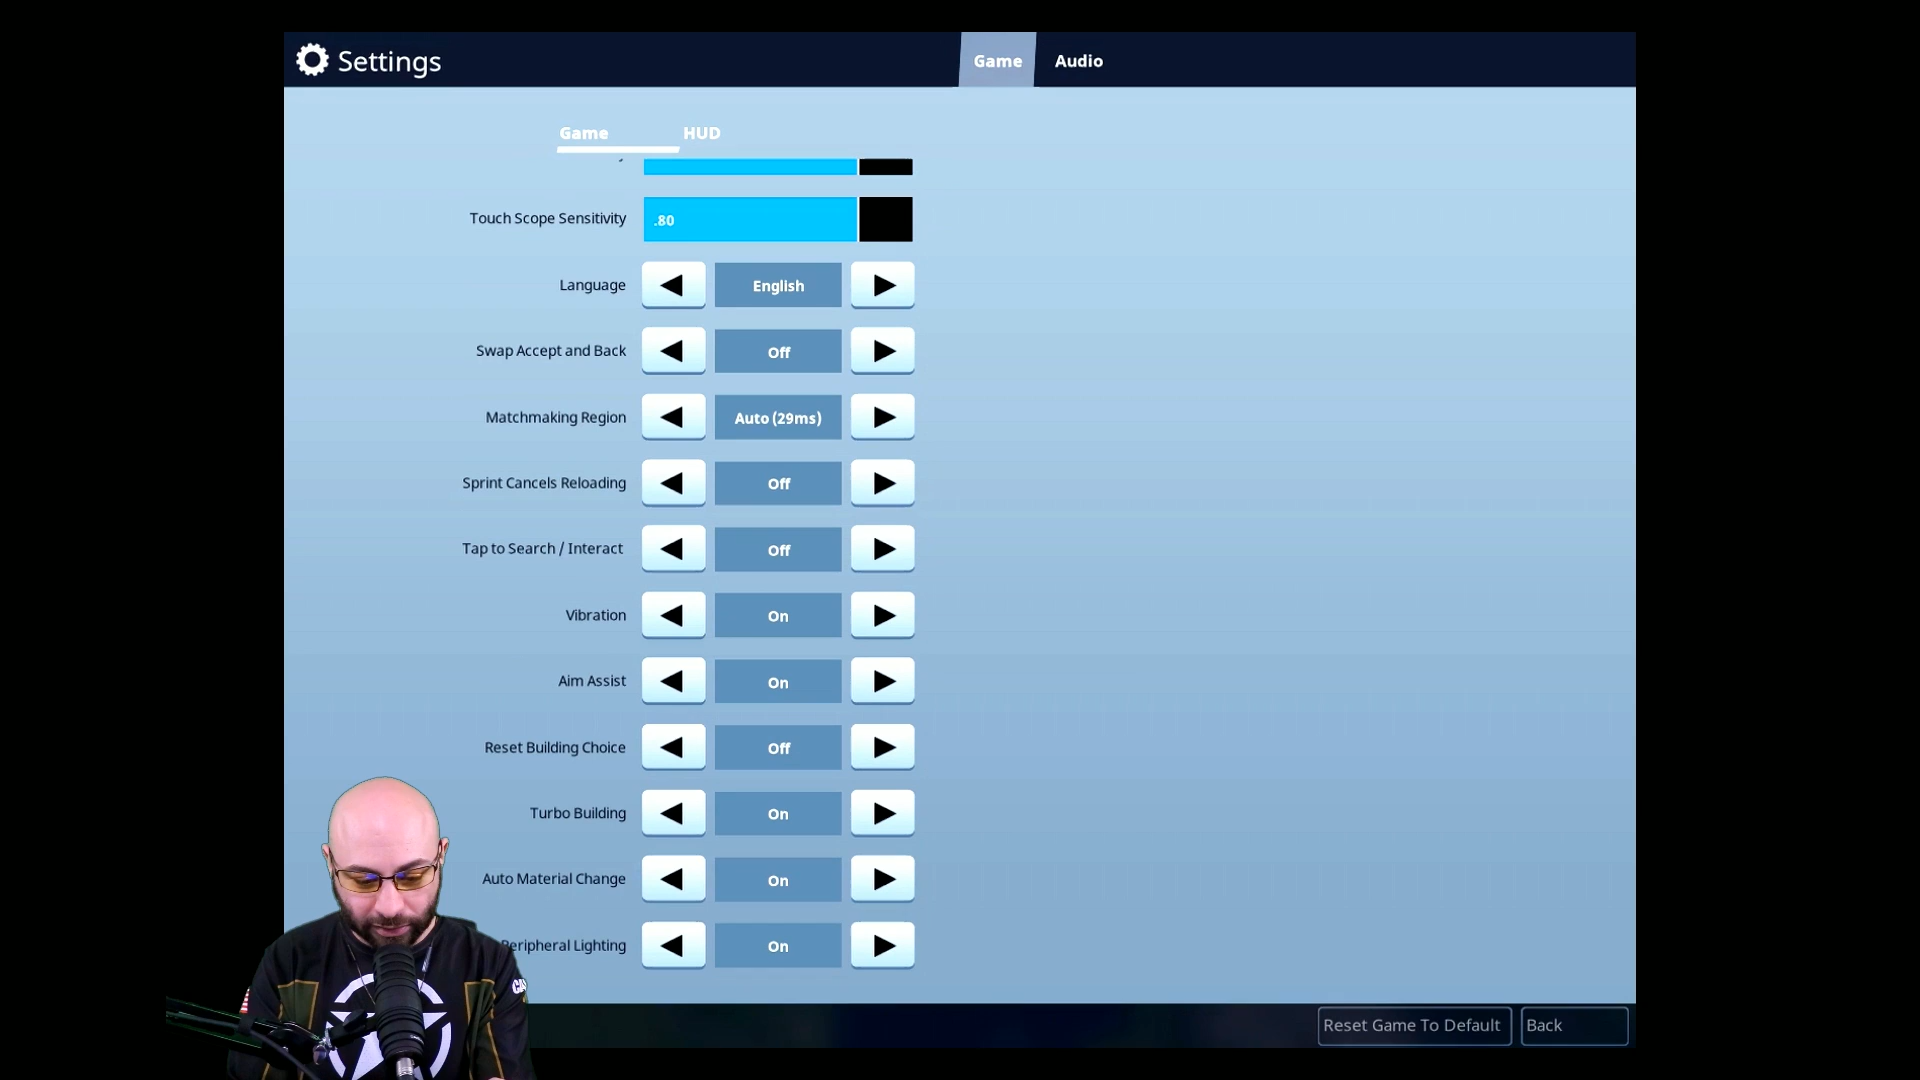 Settings
Game
Audio
Game
HUD
Touch Scope Sensitivity
.80
Language
English
Swap Accept and Back
Off
Matchmaking Region
Auto (29ms)
Sprint Cancels Reloading
Off
Tap to Search / Interact
Off
Vibration
On
Aim Assist
On
Reset Building Choice
Off
Turbo Building
On
Auto Material Change
On
Peripheral Lighting
On
Reset Game To Default
Back